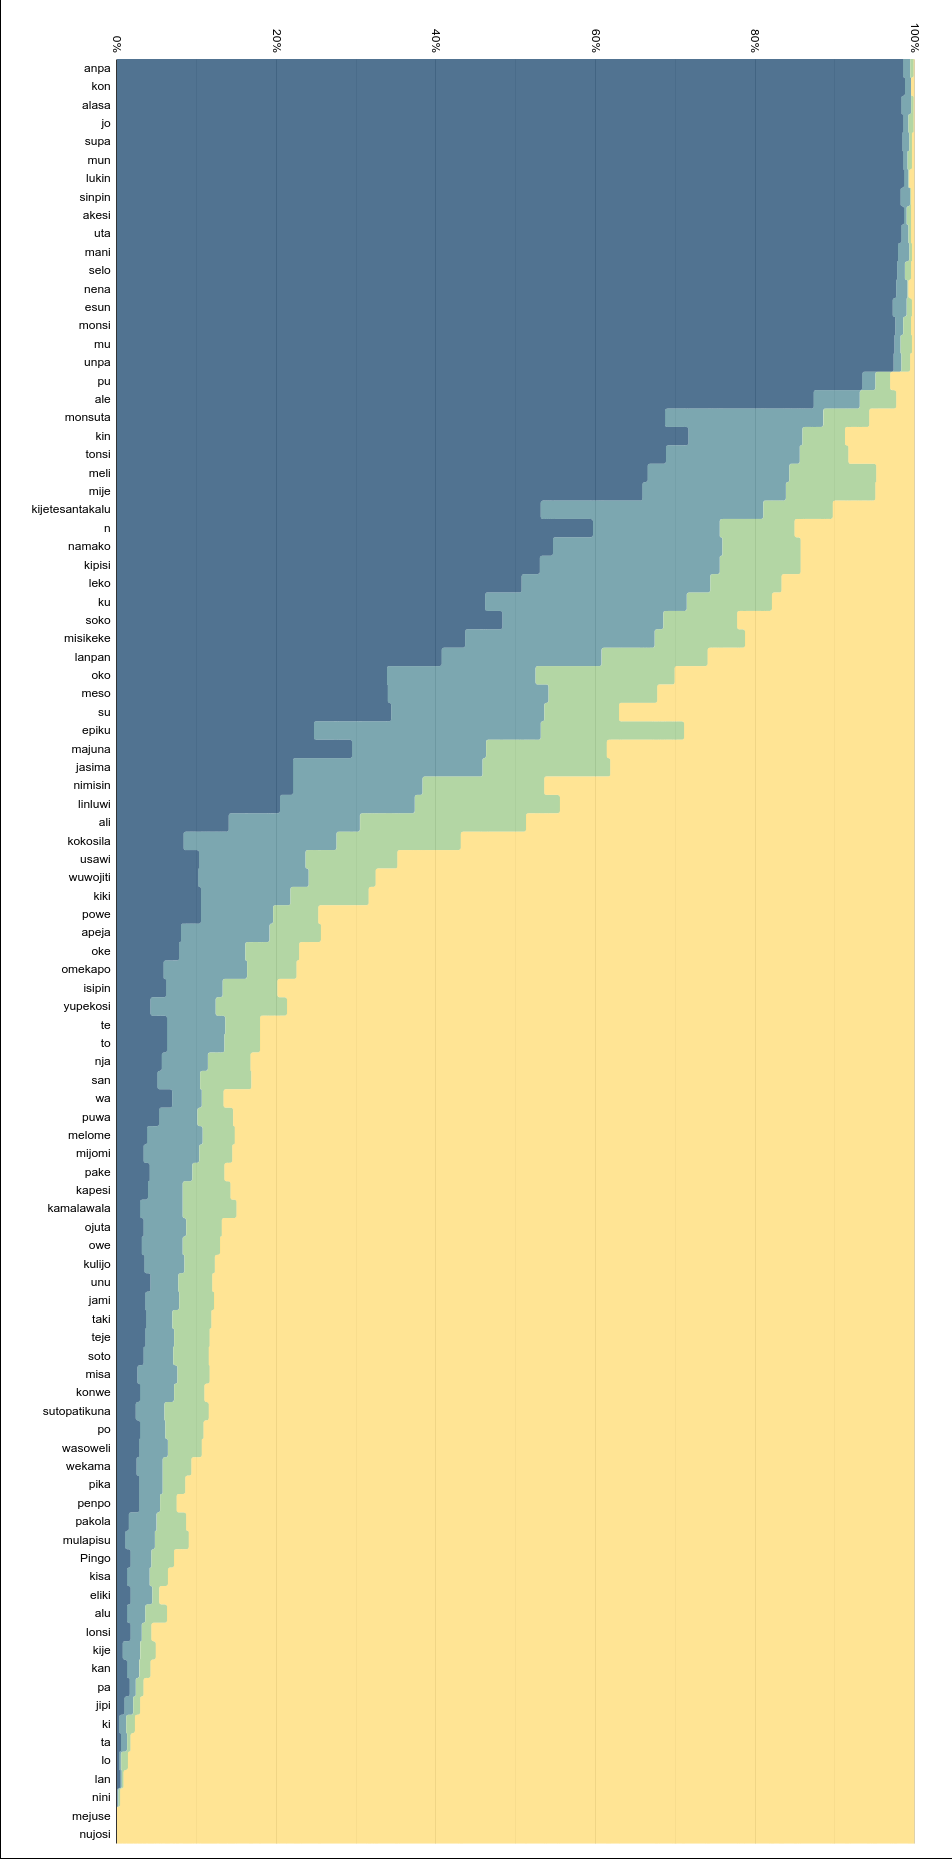 0%
20%
40%
60%
80%
100%
anpa
kon
alasa
jo
supa
mun
lukin
sinpin
akesi
uta
mani
selo
nena
esun
monsi
mu
unpa
pu
ale
monsuta
kin
tonsi
meli
mije
kijetesantakalu
n
namako
kipisi
leko
ku
soko
misikeke
lanpan
oko
meso
su
epiku
majuna
jasima
nimisin
linluwi
ali
kokosila
usawi
wuwojiti
kiki
powe
apeja
oke
omekapo
isipin
yupekosi
te
to
nja
san
wa
puwa
melome
mijomi
pake
kapesi
kamalawala
ojuta
owe
kulijo
unu
jami
taki
teje
soto
misa
konwe
sutopatikuna
po
wasoweli
wekama
pika
penpo
pakola
mulapisu
Pingo
kisa
eliki
alu
lonsi
kije
kan
pa
jipi
ki
ta
lo
lan
nini
mejuse
nujosi